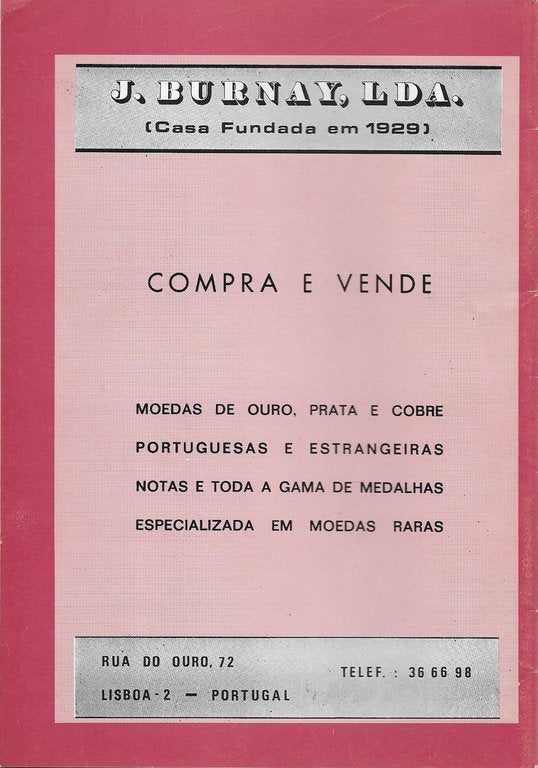 J. BURNAY, LDA.
(Casa Fundada em 1929)
COMPRA E VENDE
MOEDAS DE OURO, PRATA E COBRE
PORTUGUESAS E ESTRANGEIRAS
NOTAS E TODA A GAMA DE MEDALHAS
ESPECIALIZADA EM MOEDAS RARAS
RUA DO OURO, 72
TELEF. : 36 66 98
LISBOA - 2 — PORTUGAL